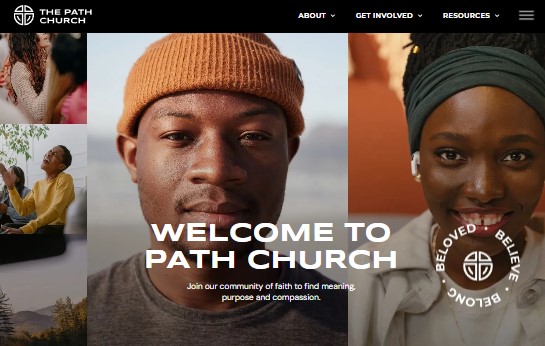 THE PATH
CHURCH
ABOUT
GET INVOLVED
RESOURCES
WELCOME TO
PATH CHURCH
Join our community of faith to find meaning,
purpose and compassion.
BELOVED • BELIEVE • BELONG •